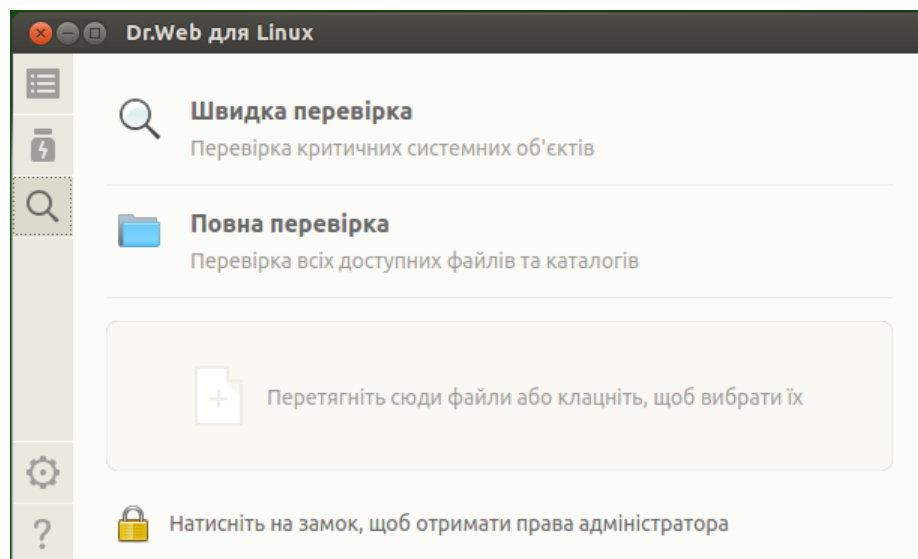 Dr.Web для Linux
Швидка перевірка
Перевірка критичних системних об'єктів
Повна перевірка
Перевірка всіх доступних файлів та каталогів
Перетягніть сюди файли або клацніть, щоб вибрати їх
Натисніть на замок, щоб отримати права адміністратора